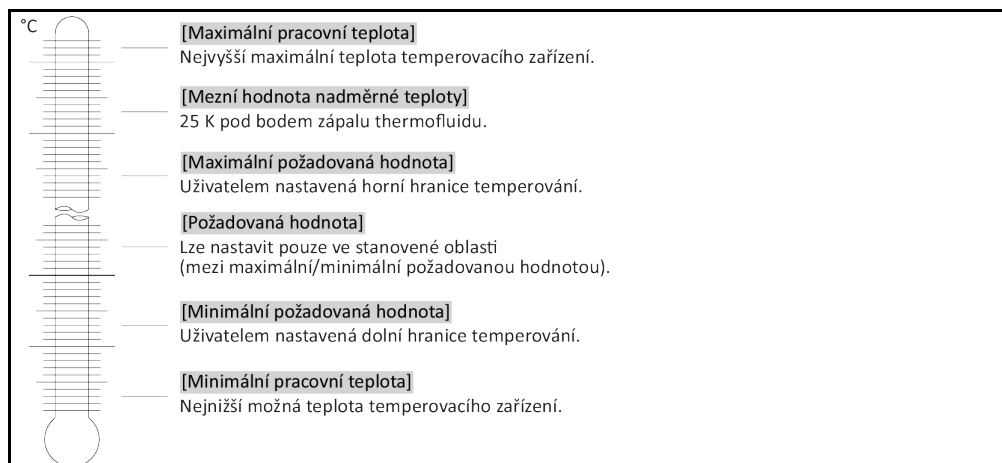 °C
[Maximální pracovní teplota]
Nejvyšší maximální teplota temperovacího zařízení.
[Mezní hodnota nadměrné teploty]
25 K pod bodem zápalu thermofluidu.
[Maximální požadovaná hodnota]
Uživatelem nastavená horní hranice temperování.
[Požadovaná hodnota]
Lze nastavit pouze ve stanovené oblasti
(mezi maximální/minimální požadovanou hodnotou).
[Minimální požadovaná hodnota]
Uživatelem nastavená dolní hranice temperování.
[Minimální pracovní teplota]
Nejnižší možná teplota temperovacího zařízení.